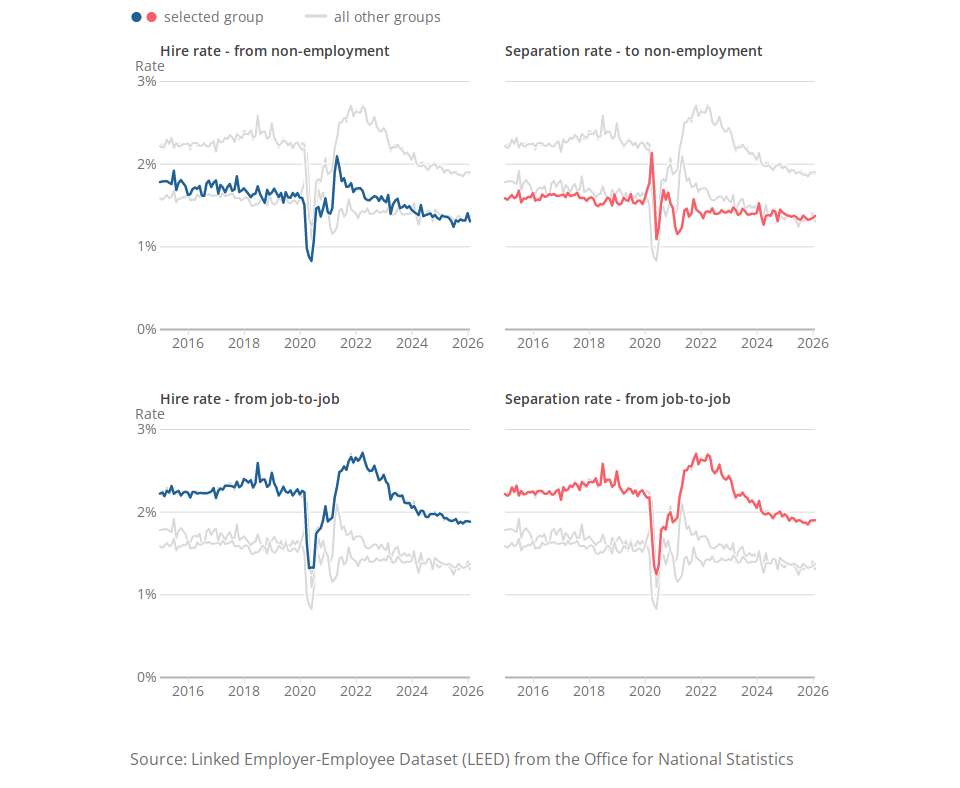 selected group all other groups
Hire rate - from non-employment
Separation rate - to non-employment
Rate
3%
2%
1%
0%
2016 2018 2020 2022 2024 2026
2016 2018 2020 2022 2024 2026
Hire rate - from job-to-job
Separation rate - from job-to-job
Rate
3%
2%
1%
0%
2016 2018 2020 2022 2024 2026
2016 2018 2020 2022 2024 2026
Source: Linked Employer-Employee Dataset (LEED) from the Office for National Statistics